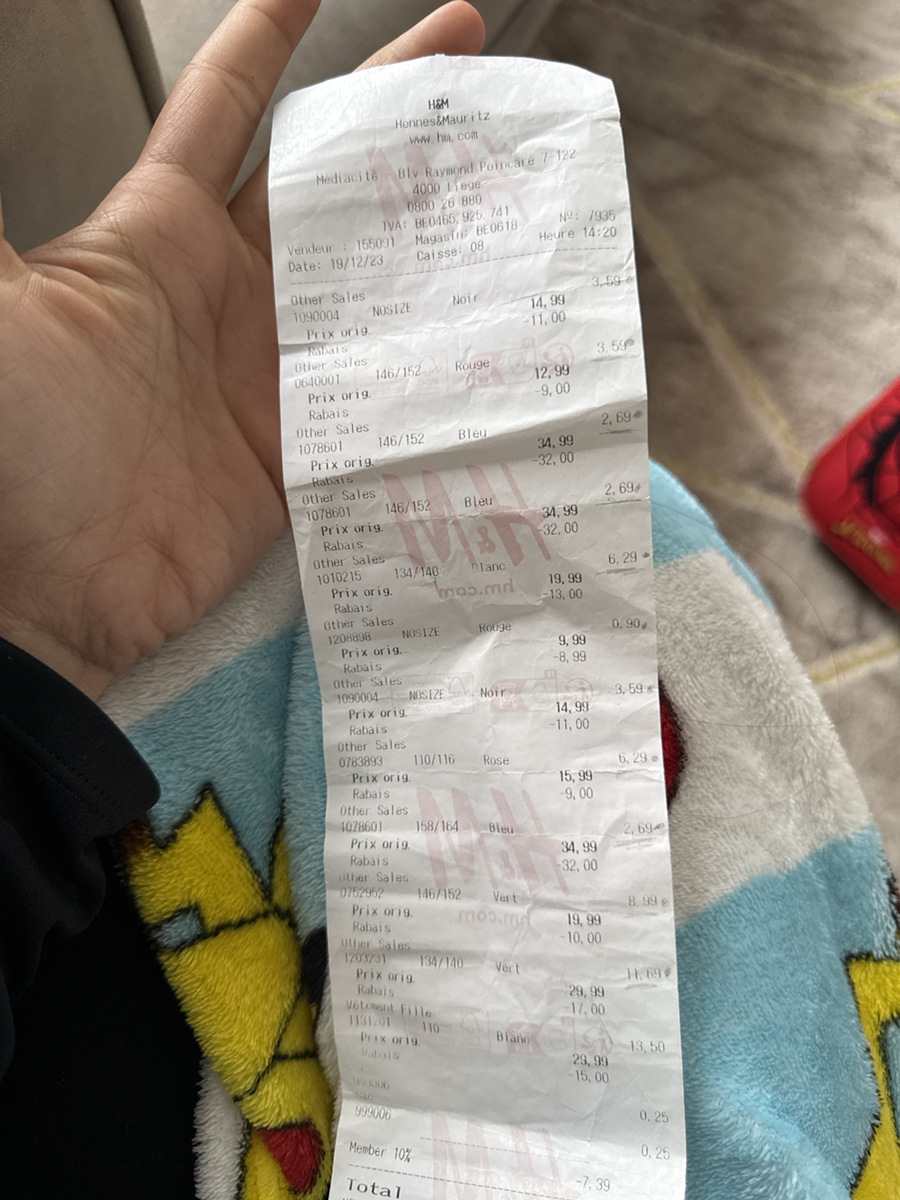 H&M
Hennes&Mauritz
www.hm.com
Médiacité - Blv Raymond Poincaré 7-122
4000 Liege
0800 26 880
TVA: BE0465.925.741
Vendeur : 155091 Magasin: BE0618 Nº: 7935
Date: 19/12/23 Caisse: 08 Heure 14:20
Other Sales 3,59
1090004 NOSIZE Noir
Prix orig. 14,99
Rabais -11,00
Other Sales 3,59
0640001 146/152 Rouge
Prix orig. 12,99
Rabais -9,00
Other Sales 2,69
1078601 146/152 Bleu
Prix orig. 34,99
Rabais -32,00
Other Sales 2,69
1078601 146/152 Bleu
Prix orig. 34,99
Rabais -32,00
Other Sales 6,29
1010215 134/140 Blanc
Prix orig. 19,99
Rabais -13,00
Other Sales 0,90
1208898 NOSIZE Rouge
Prix orig. 9,99
Rabais -8,99
Other Sales 3,59
1090004 NOSIZE Noir
Prix orig. 14,99
Rabais -11,00
Other Sales 6,29
0783893 110/116 Rose
Prix orig. 15,99
Rabais -9,00
Other Sales 2,69
1078601 158/164 Bleu
Prix orig. 34,99
Rabais -32,00
Other Sales 8,99
0752952 146/152 Vert
Prix orig. 19,99
Rabais -10,00
Other Sales 11,69
1203231 134/140 Vert
Prix orig. 29,99
Rabais -17,00
Vetement Fille 13,50
1131201 110 Blanc
Prix orig. 29,99
Rabais -15,00
0,25
999006
0,25
Member 10% -7,39
Total